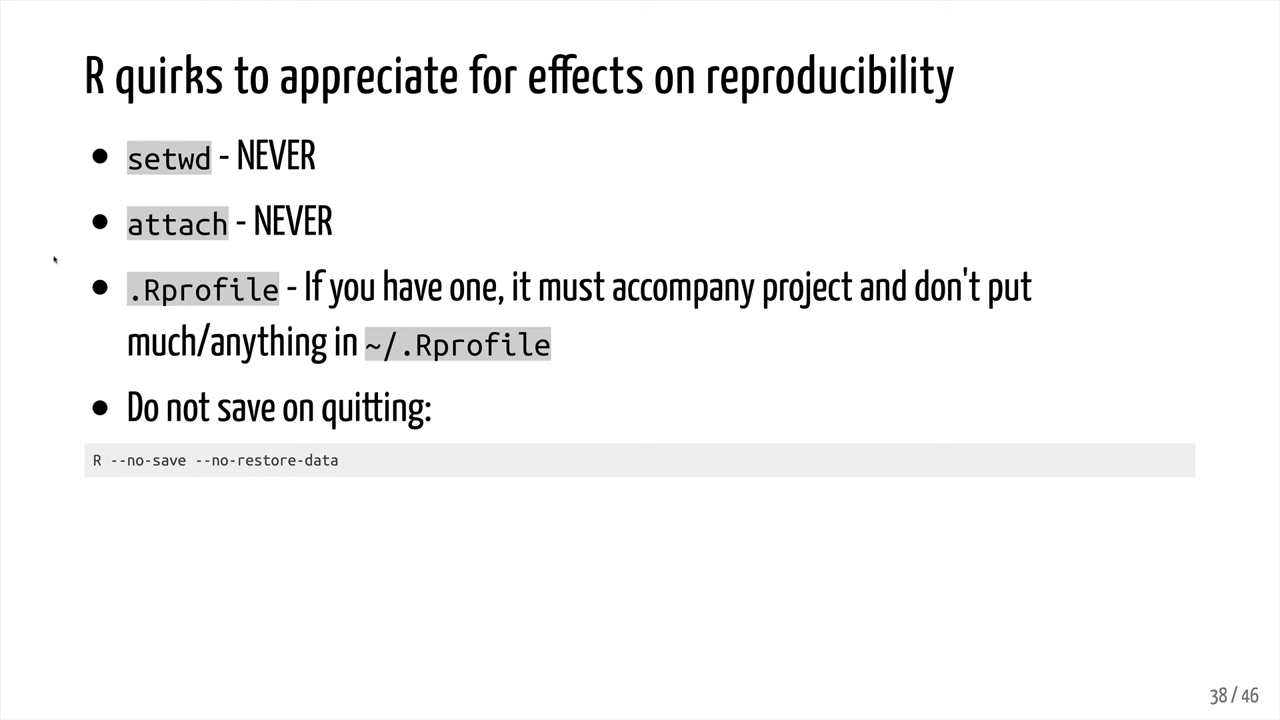 R quirks to appreciate for effects on reproducibility
• setwd - NEVER
• attach - NEVER
• .Rprofile - If you have one, it must accompany project and don't put
much/anything in ~/.Rprofile
• Do not save on quitting:
R --no-save --no-restore-data
38 / 46